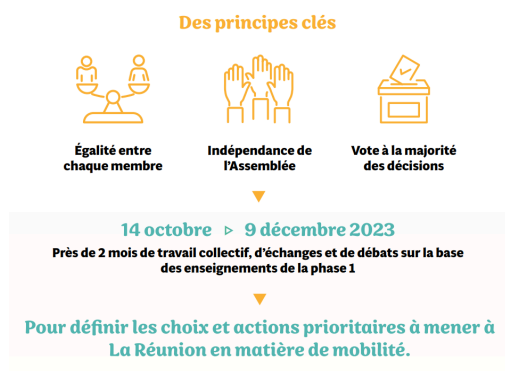 Des principes clés
Égalité entre
chaque membre
Indépendance de
l'Assemblée
Vote à la majorité
des décisions
14 octobre ▷ 9 décembre 2023
Près de 2 mois de travail collectif, d'échanges et de débats sur la base
des enseignements de la phase 1
Pour définir les choix et actions prioritaires à mener à
La Réunion en matière de mobilité.